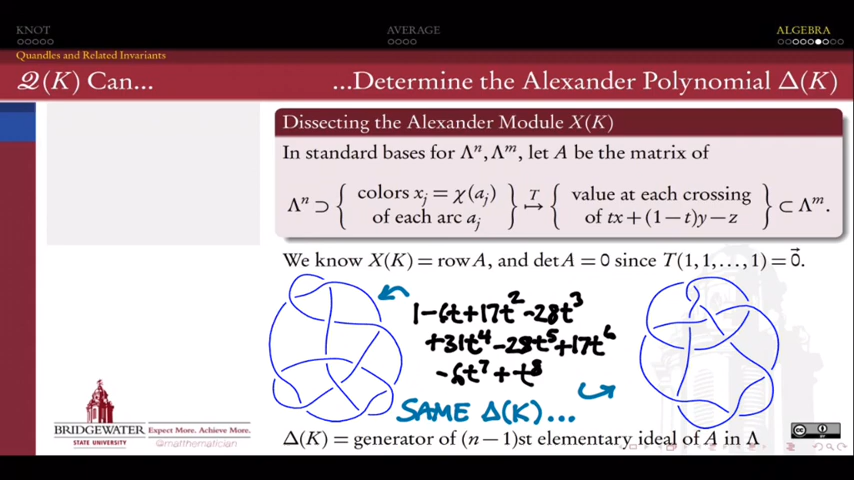 KNOT AVERAGE ALGEBRA
Quandles and Related Invariants
𝒬(K) Can... ...Determine the Alexander Polynomial Δ(K)
Dissecting the Alexander Module X(K)
In standard bases for Λⁿ, Λᵐ, let A be the matrix of
Λⁿ ⊃ { colors xⱼ = χ(aⱼ) of each arc aⱼ } T ↦ { value at each crossing of tx+(1−t)y−z } ⊂ Λᵐ.
We know X(K) = row A, and det A = 0 since T(1,1,…,1) = 0⃗.
1-6t+17t²-28t³
+31t⁴-28t⁵+17t⁶
-6t⁷+t⁸
SAME Δ(K)...
Δ(K) = generator of (n−1)st elementary ideal of A in Λ
BRIDGEWATER
STATE UNIVERSITY
Expect More. Achieve More.
@mathematician
cc BY